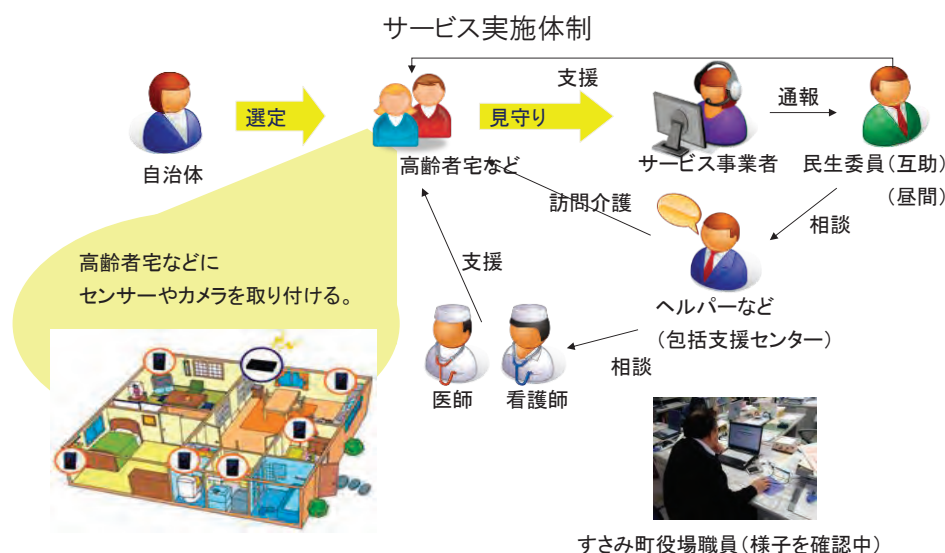 サービス実施体制
支援
選定
見守り
通報
自治体
高齢者宅など
サービス事業者
民生委員(互助)
(昼間)
訪問介護
相談
高齢者宅などに
センサーやカメラを取り付ける。
支援
ヘルパーなど
(包括支援センター)
相談
医師
看護師
すさみ町役場職員(様子を確認中)